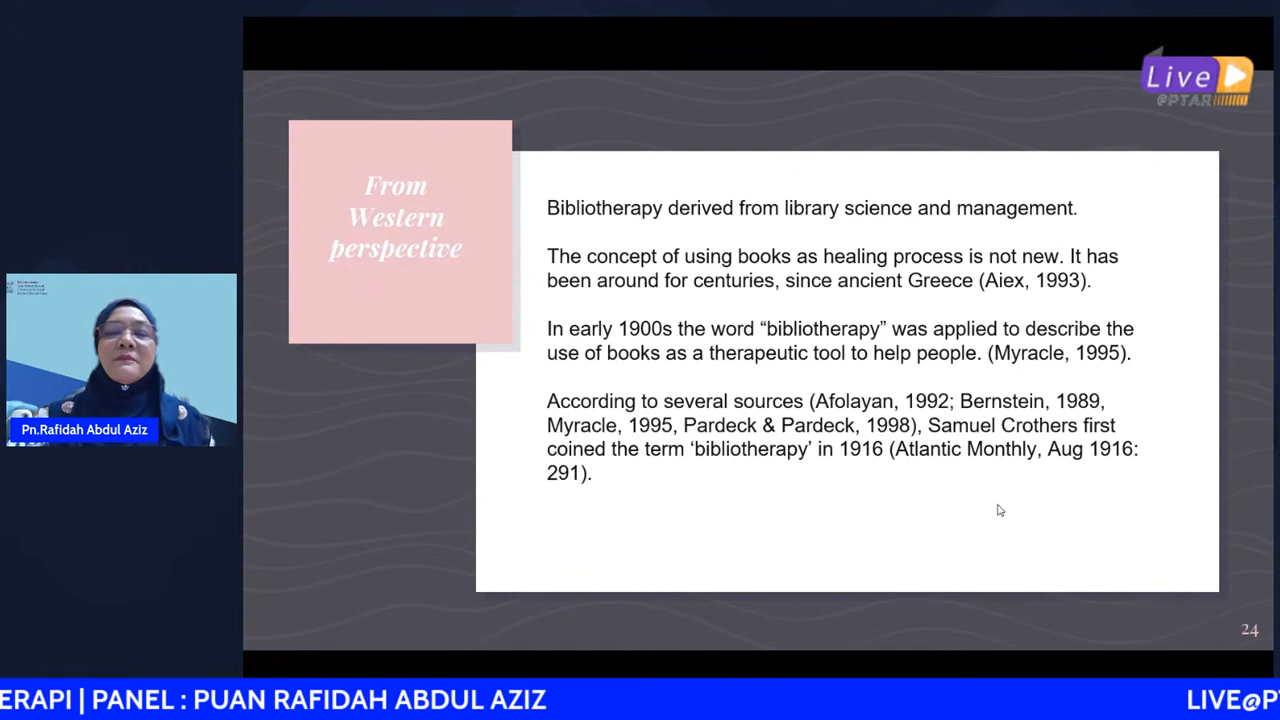 Live
@PTAR
From
Western
perspective
Bibliotherapy derived from library science and management.
The concept of using books as healing process is not new. It has
been around for centuries, since ancient Greece (Aiex, 1993).
In early 1900s the word “bibliotherapy” was applied to describe the
use of books as a therapeutic tool to help people. (Myracle, 1995).
According to several sources (Afolayan, 1992; Bernstein, 1989,
Myracle, 1995, Pardeck & Pardeck, 1998), Samuel Crothers first
coined the term ‘bibliotherapy’ in 1916 (Atlantic Monthly, Aug 1916:
291).
Pn.Rafidah Abdul Aziz
24
ERAPI | PANEL : PUAN RAFIDAH ABDUL AZIZ
LIVE@P